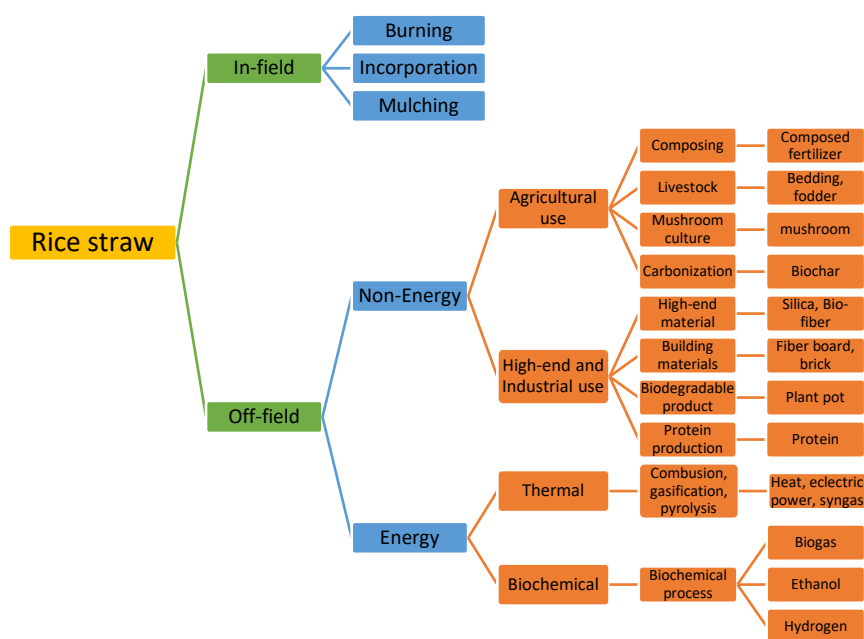 Rice straw
In-field
Burning
Incorporation
Mulching
Off-field
Non-Energy
Agricultural
use
Composing
Composed
fertilizer
Livestock
Bedding,
fodder
Mushroom
culture
mushroom
Carbonization
Biochar
High-end and
Industrial use
High-end
material
Silica, Bio-
fiber
Building
materials
Fiber board,
brick
Biodegradable
product
Plant pot
Protein
production
Protein
Energy
Thermal
Combusion,
gasification,
pyrolysis
Heat, eclectric
power, syngas
Biochemical
Biochemical
process
Biogas
Ethanol
Hydrogen